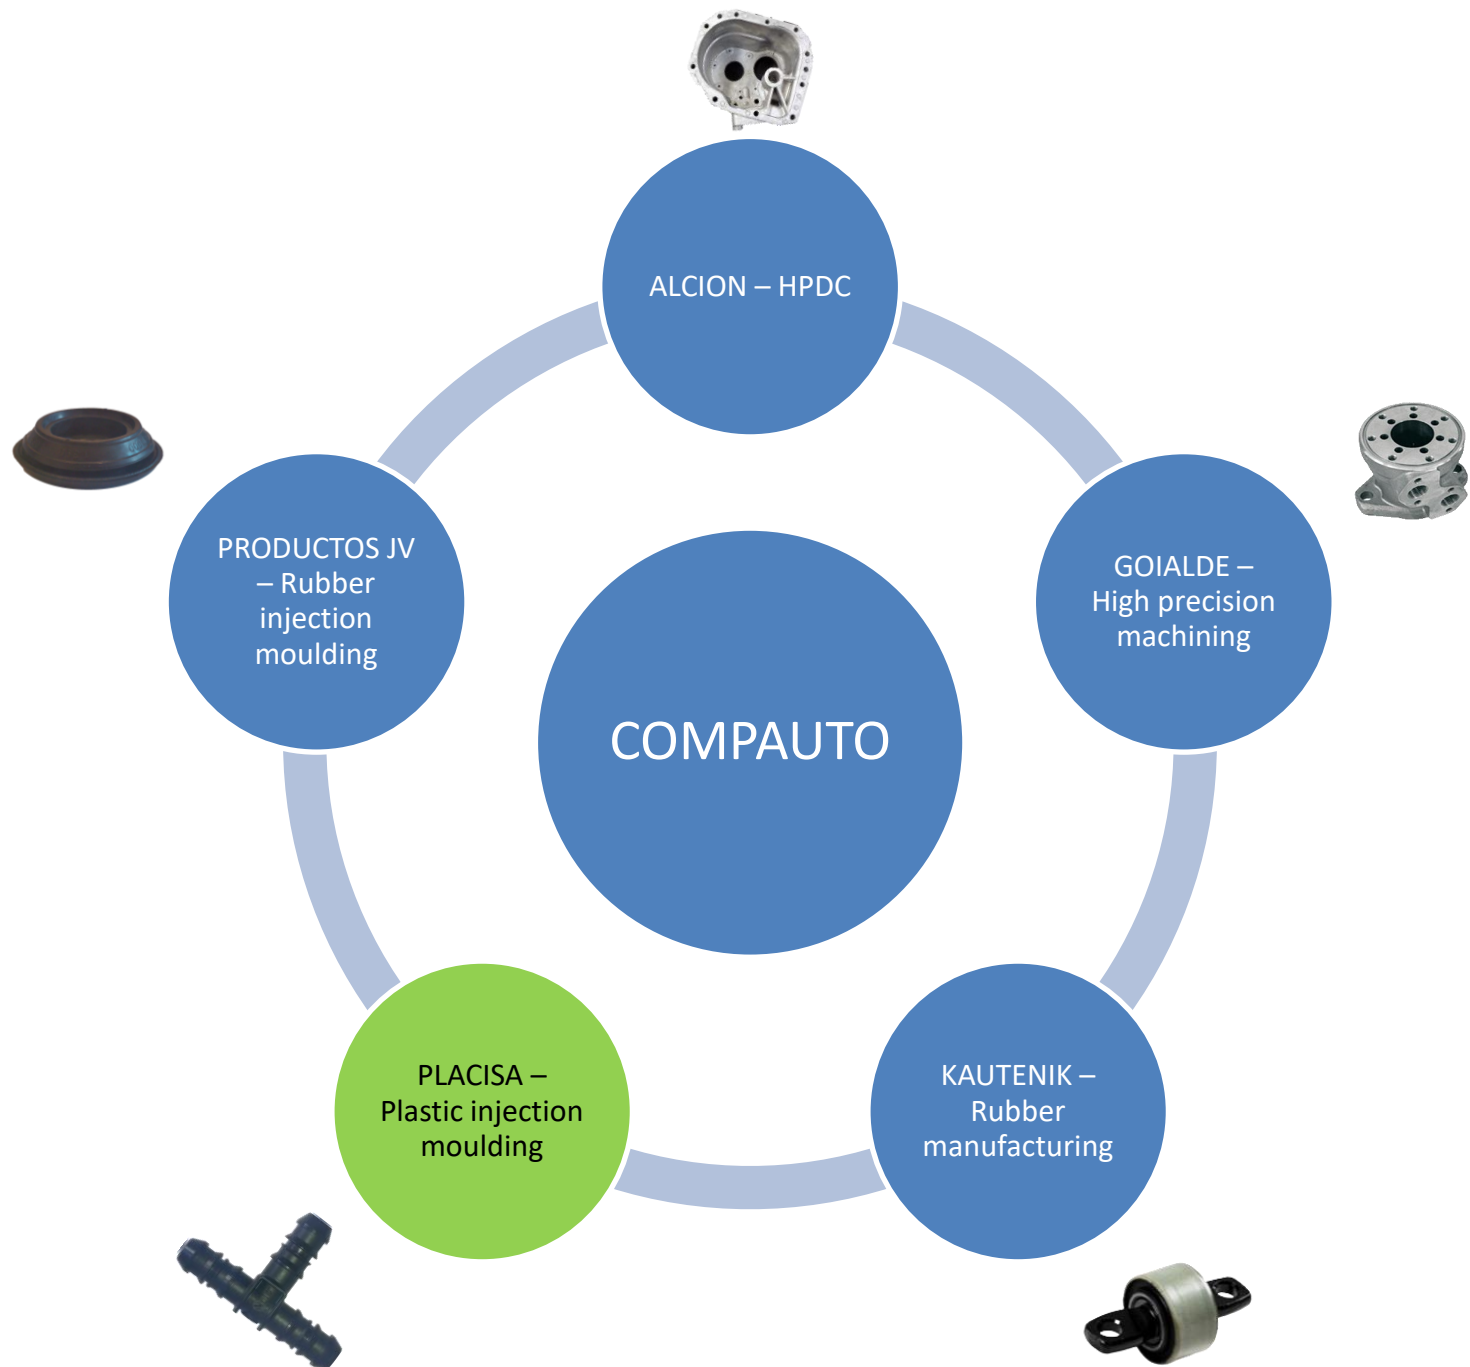 ALCION – HPDC
PRODUCTOS JV
– Rubber
injection
moulding
GOIALDE –
High precision
machining
COMPAUTO
PLACISA –
Plastic injection
moulding
KAUTENIK –
Rubber
manufacturing